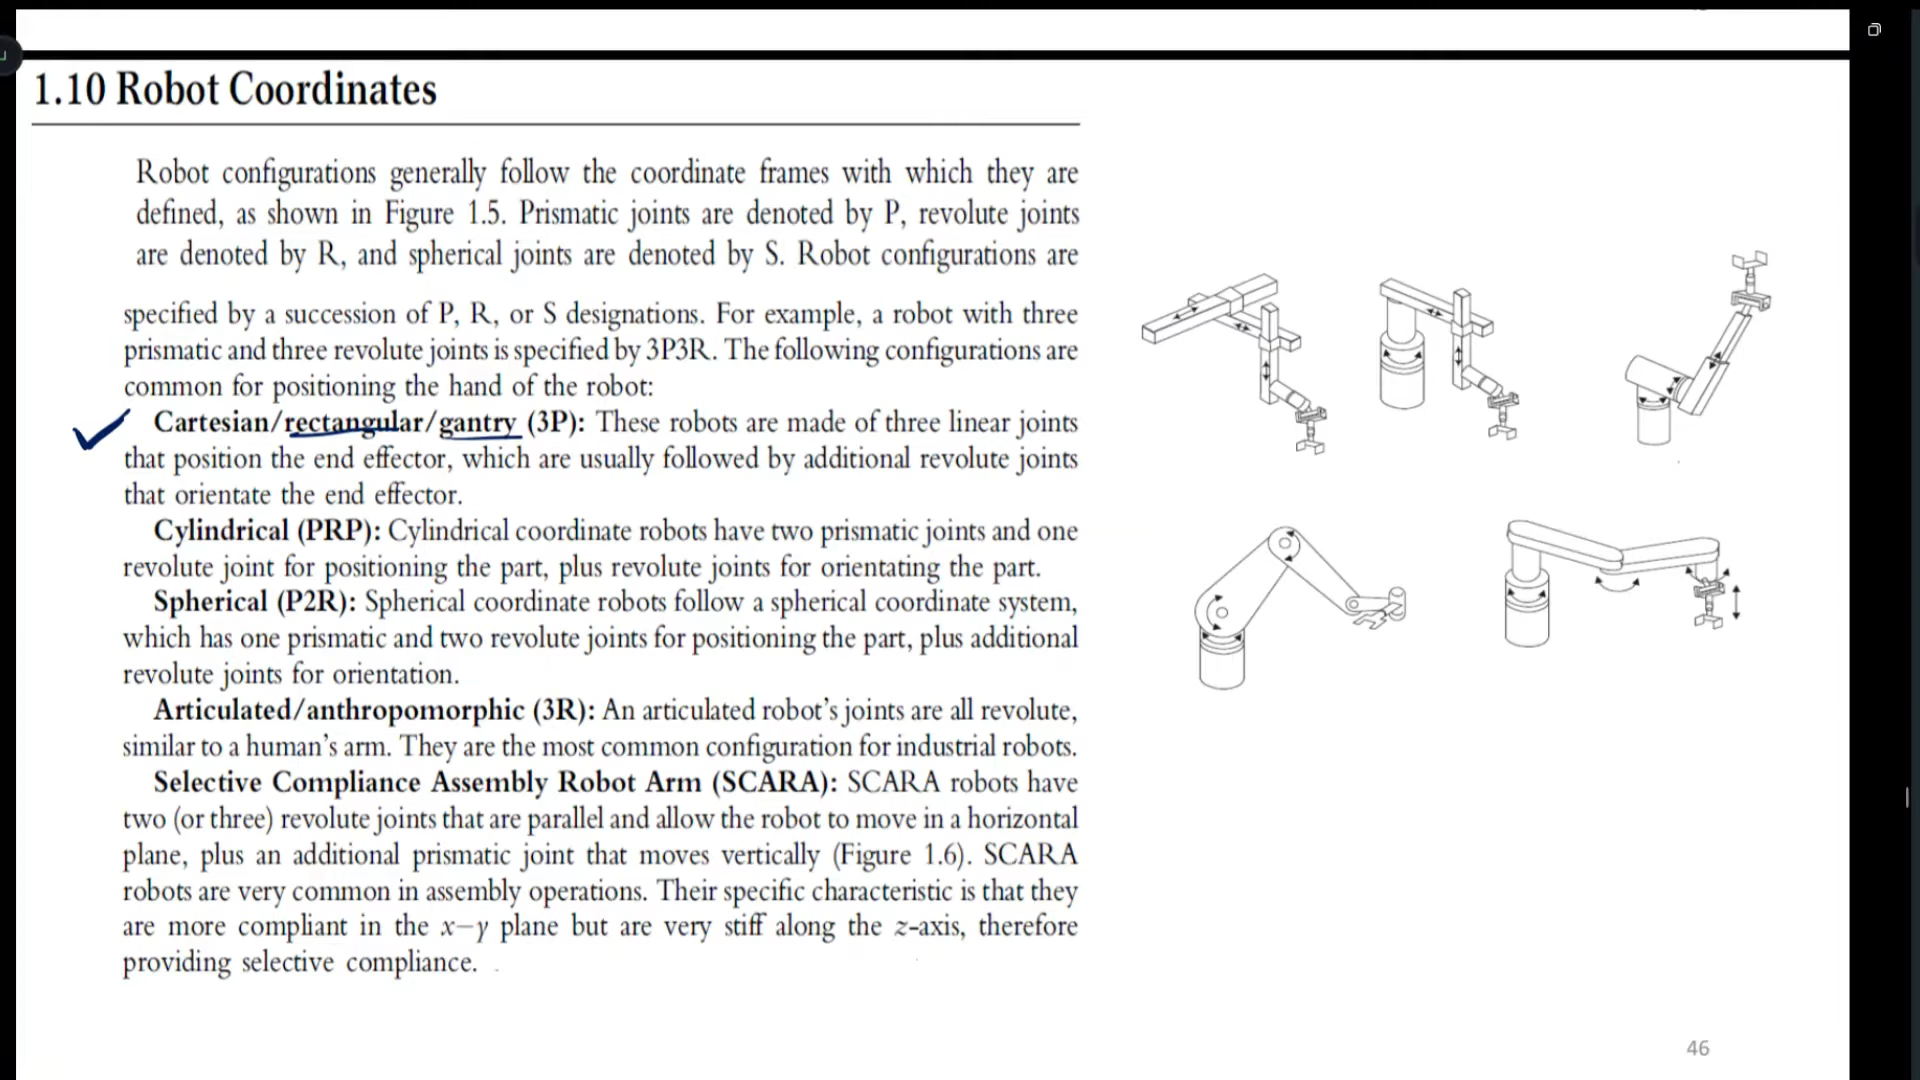 1.10 Robot Coordinates
Robot configurations generally follow the coordinate frames with which they are
defined, as shown in Figure 1.5. Prismatic joints are denoted by P, revolute joints
are denoted by R, and spherical joints are denoted by S. Robot configurations are
specified by a succession of P, R, or S designations. For example, a robot with three
prismatic and three revolute joints is specified by 3P3R. The following configurations are
common for positioning the hand of the robot:
Cartesian/rectangular/gantry (3P): These robots are made of three linear joints
that position the end effector, which are usually followed by additional revolute joints
that orientate the end effector.
Cylindrical (PRP): Cylindrical coordinate robots have two prismatic joints and one
revolute joint for positioning the part, plus revolute joints for orientating the part.
Spherical (P2R): Spherical coordinate robots follow a spherical coordinate system,
which has one prismatic and two revolute joints for positioning the part, plus additional
revolute joints for orientation.
Articulated/anthropomorphic (3R): An articulated robot's joints are all revolute,
similar to a human's arm. They are the most common configuration for industrial robots.
Selective Compliance Assembly Robot Arm (SCARA): SCARA robots have
two (or three) revolute joints that are parallel and allow the robot to move in a horizontal
plane, plus an additional prismatic joint that moves vertically (Figure 1.6). SCARA
robots are very common in assembly operations. Their specific characteristic is that they
are more compliant in the x–y plane but are very stiff along the z-axis, therefore
providing selective compliance.
46